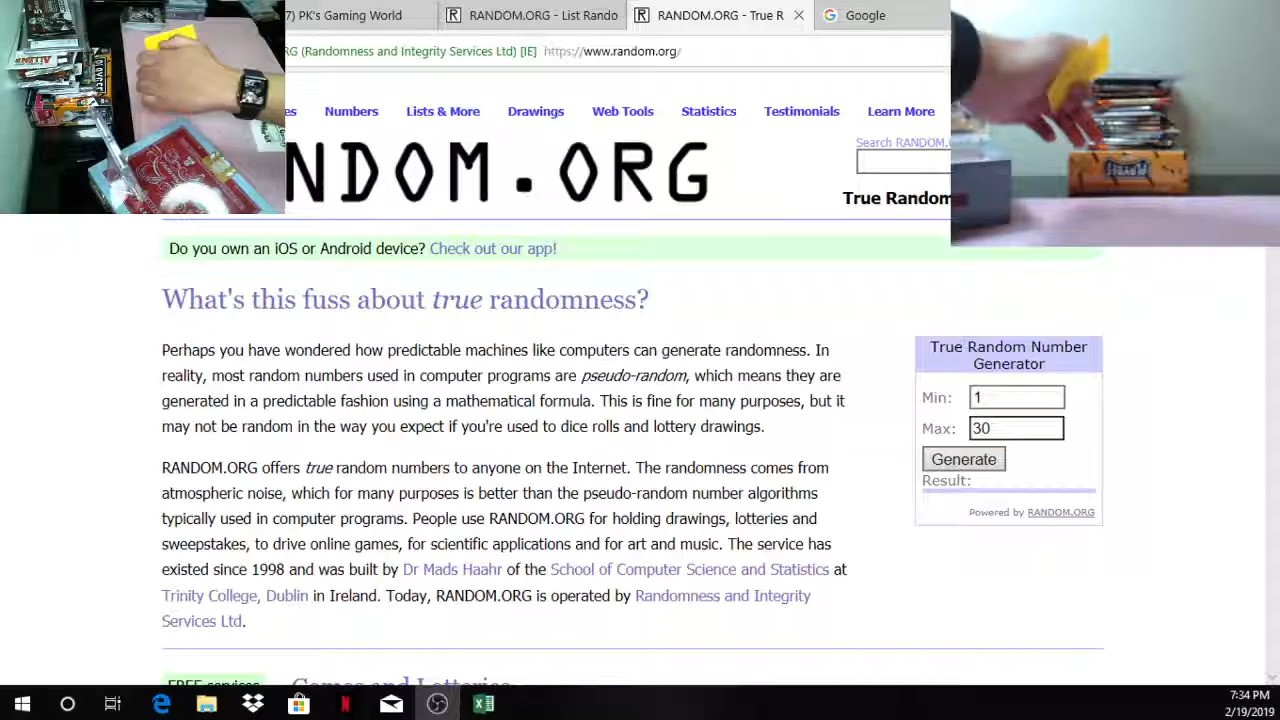 7) PK's Gaming World
RANDOM.ORG - List Rando
RANDOM.ORG - True R
Google
RG (Randomness and Integrity Services Ltd) [IE] https://www.random.org/
es Numbers Lists & More Drawings Web Tools Statistics Testimonials Learn More
NDOM.ORG
Search RANDOM.
True Random
Do you own an iOS or Android device? Check out our app!
What's this fuss about true randomness?
Perhaps you have wondered how predictable machines like computers can generate randomness. In
reality, most random numbers used in computer programs are pseudo-random, which means they are
generated in a predictable fashion using a mathematical formula. This is fine for many purposes, but it
may not be random in the way you expect if you're used to dice rolls and lottery drawings.
RANDOM.ORG offers true random numbers to anyone on the Internet. The randomness comes from
atmospheric noise, which for many purposes is better than the pseudo-random number algorithms
typically used in computer programs. People use RANDOM.ORG for holding drawings, lotteries and
sweepstakes, to drive online games, for scientific applications and for art and music. The service has
existed since 1998 and was built by Dr Mads Haahr of the School of Computer Science and Statistics at
Trinity College, Dublin in Ireland. Today, RANDOM.ORG is operated by Randomness and Integrity
Services Ltd.
True Random Number
Generator
Min: 1
Max: 30
Generate
Result:
Powered by RANDOM.ORG
FREE services
Games and Lotteries
7:34 PM
2/19/2019